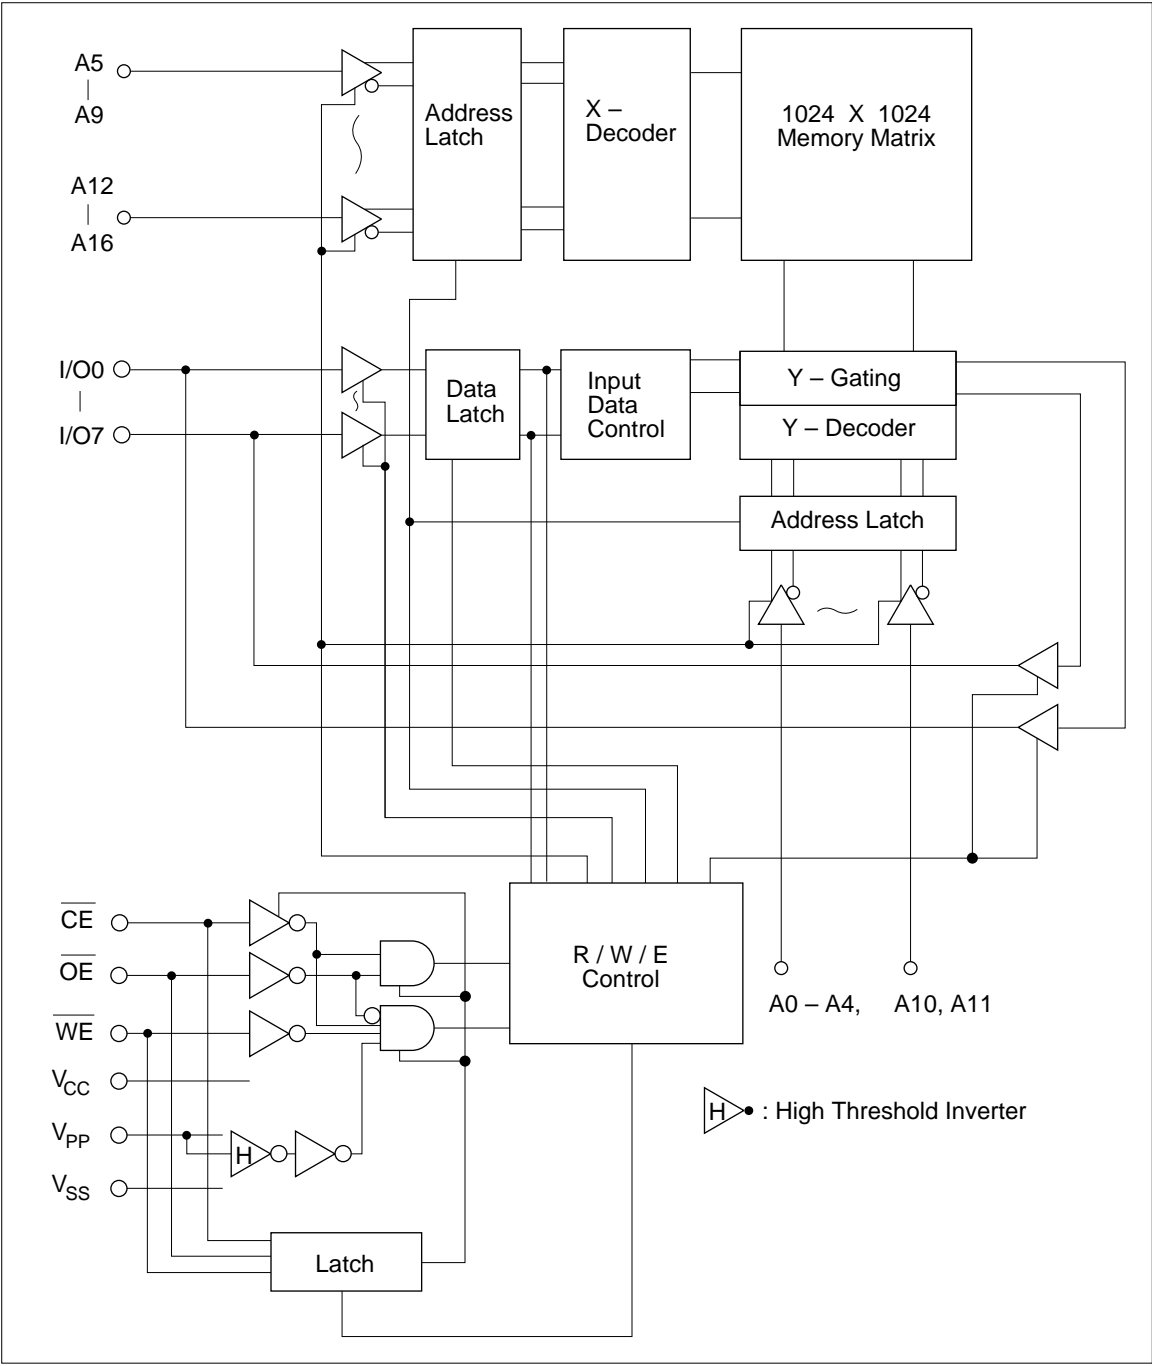 A5
|
A9
Address
Latch
X –
Decoder
1024 X 1024
Memory Matrix
A12
|
A16
I/O0
|
I/O7
Data
Latch
Input
Data
Control
Y – Gating
Y – Decoder
Address Latch
CE
OE
WE
VCC
VPP
VSS
H
R / W / E
Control
A0 – A4, A10, A11
H : High Threshold Inverter
Latch